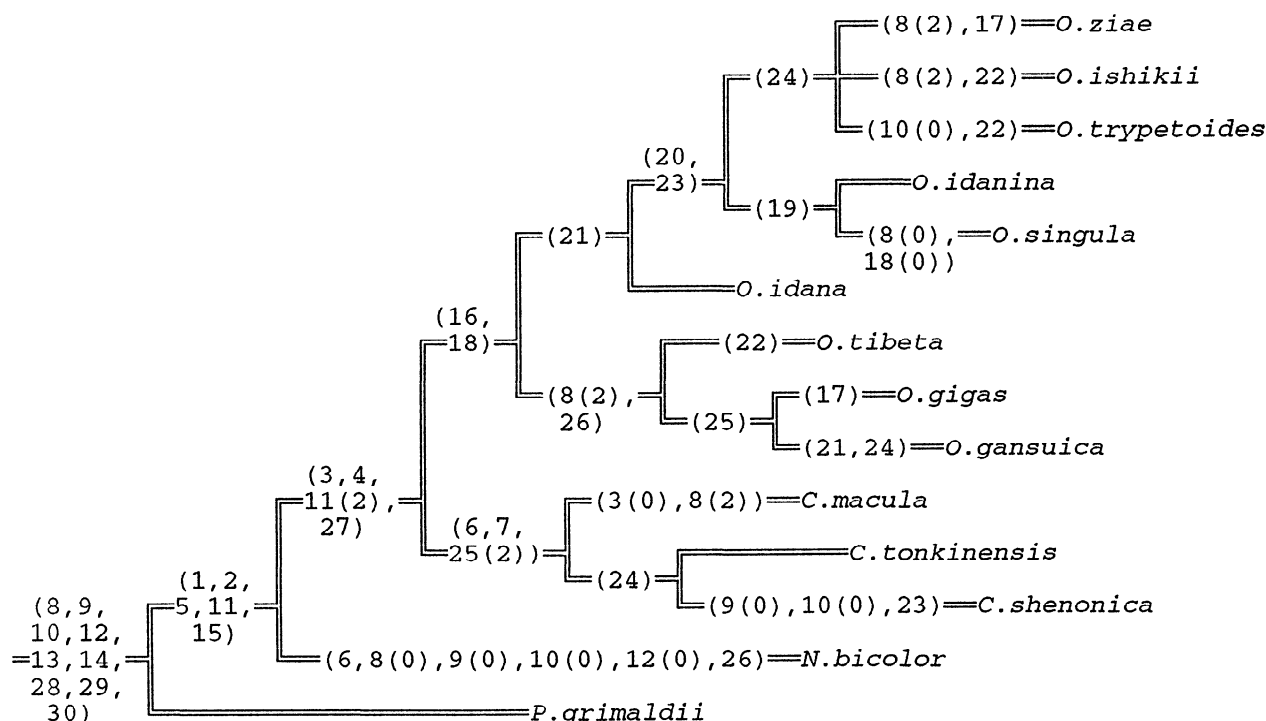 (8(2),17) O.ziae
(24) (8(2),22) O.ishikii
(10(0),22) O.trypetoides
(20,
23) O.idanina
(19)
(21) (8(0), O.singula
18(0))
O.idana
(16,
18) (22) O.tibeta
(8(2), (17) O.gigas
26) (25)
(21,24) O.gansuica
(3,4,
11(2), (3(0),8(2)) C.macula
27) (6,7,
25(2)) C.tonkinensis
(24)
(1,2,
(8,9, 5,11, (9(0),10(0),23) C.shenonica
10,12, 15)
13,14, (6,8(0),9(0),10(0),12(0),26) N.bicolor
28,29,
30) P.grimaldii